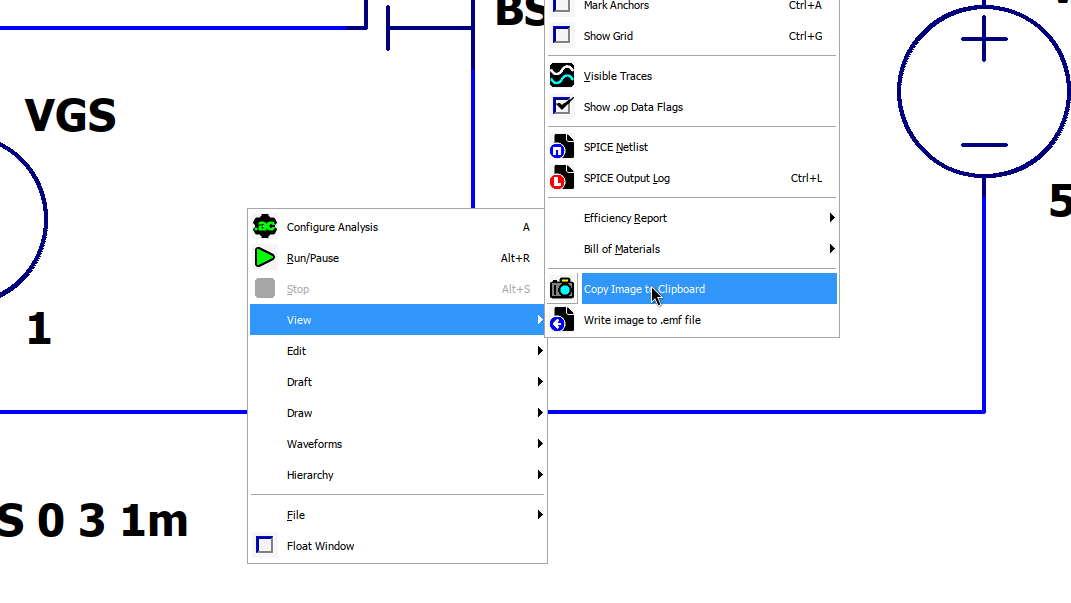 BS
Mark Anchors Ctrl+A
Show Grid Ctrl+G
Visible Traces
Show .op Data Flags
SPICE Netlist
SPICE Output Log Ctrl+L
Efficiency Report
Bill of Materials
Copy Image to Clipboard
Write image to .emf file
VGS
1
5
.ac
Configure Analysis A
Run/Pause Alt+R
Stop Alt+S
View
Edit
Draft
Draw
Waveforms
Hierarchy
File
Float Window
S 0 3 1m